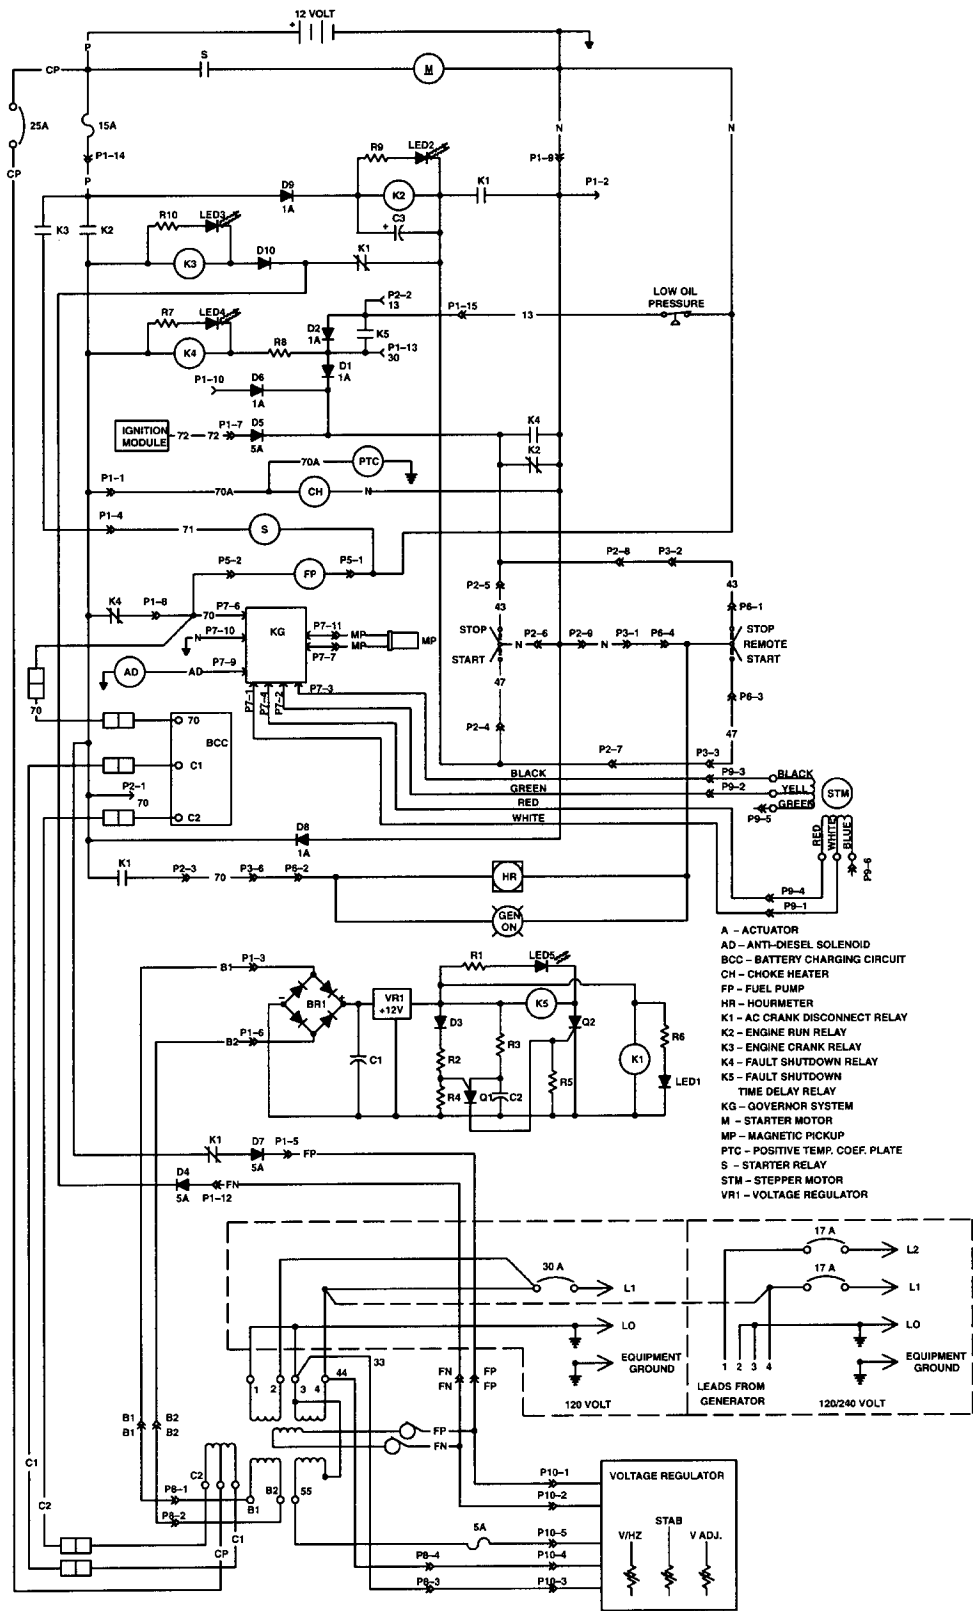 12 VOLT
+
P
CP
S
M
25A
15A
N
N
P1-14
P1-9
CP
P
R9
LED2
D9
1A
K2
K1
P1-2
C3
+
K3
K2
R10
LED3
K3
D10
K1
P2-2
13
P1-15
13
LOW OIL
PRESSURE
R7
LED4
D2
1A
K5
K4
R8
P1-13
30
D1
1A
P1-10
D6
1A
IGNITION
MODULE
72
P1-7
72
D5
5A
K4
K2
70A
PTC
P1-1
70A
CH
N
P1-4
71
S
P5-2
FP
P5-1
P2-8
P3-2
P2-5
43
43
K4
P1-8
P7-6
70
KG
P7-11
MP
MP
P7-7
MP
P6-1
N
P7-10
STOP
START
N
P2-6
P2-9
N
P3-1
P6-4
STOP
REMOTE
START
AD
AD
P7-9
P7-1
P7-4
P7-2
P7-3
47
P6-3
70
70
BCC
P2-4
47
C1
P2-7
P3-3
BLACK
P9-3
BLACK
GREEN
P9-2
YELL
STM
P2-1
70
RED
GREEN
P9-5
C2
WHITE
RED
WHITE
BLUE
D8
1A
P9-6
K1
P2-3
70
P3-6
P6-2
HR
P9-4
P9-1
GEN
ON
A – ACTUATOR
AD – ANTI-DIESEL SOLENOID
BCC – BATTERY CHARGING CIRCUIT
CH – CHOKE HEATER
FP – FUEL PUMP
HR – HOURMETER
K1 – AC CRANK DISCONNECT RELAY
K2 – ENGINE RUN RELAY
K3 – ENGINE CRANK RELAY
K4 – FAULT SHUTDOWN RELAY
K5 – FAULT SHUTDOWN
TIME DELAY RELAY
KG – GOVERNOR SYSTEM
M – STARTER MOTOR
MP – MAGNETIC PICKUP
PTC – POSITIVE TEMP. COEF. PLATE
S – STARTER RELAY
STM – STEPPER MOTOR
VR1 – VOLTAGE REGULATOR
B1
P1-3
R1
LED5
-
BR1
+
VR1
+12V
K5
D3
Q2
B2
P1-6
C1
R2
R3
R6
K1
R4
Q1
C2
R5
LED1
K1
D7
5A
P1-5
FP
D4
5A
P1-12
FN
17 A
L2
30 A
L1
17 A
L1
LO
LO
33
1
2
3
4
44
FN
FN
FP
FP
EQUIPMENT
GROUND
1
2
3
4
EQUIPMENT
GROUND
LEADS FROM
GENERATOR
120 VOLT
120/240 VOLT
B1
B1
B2
B2
FP
FN
C1
C2
C2
P8-1
P8-2
B1
B2
55
P10-1
P10-2
VOLTAGE REGULATOR
CP
C1
5A
P10-5
V/HZ
STAB
V ADJ.
P8-4
P10-4
P8-3
P10-3